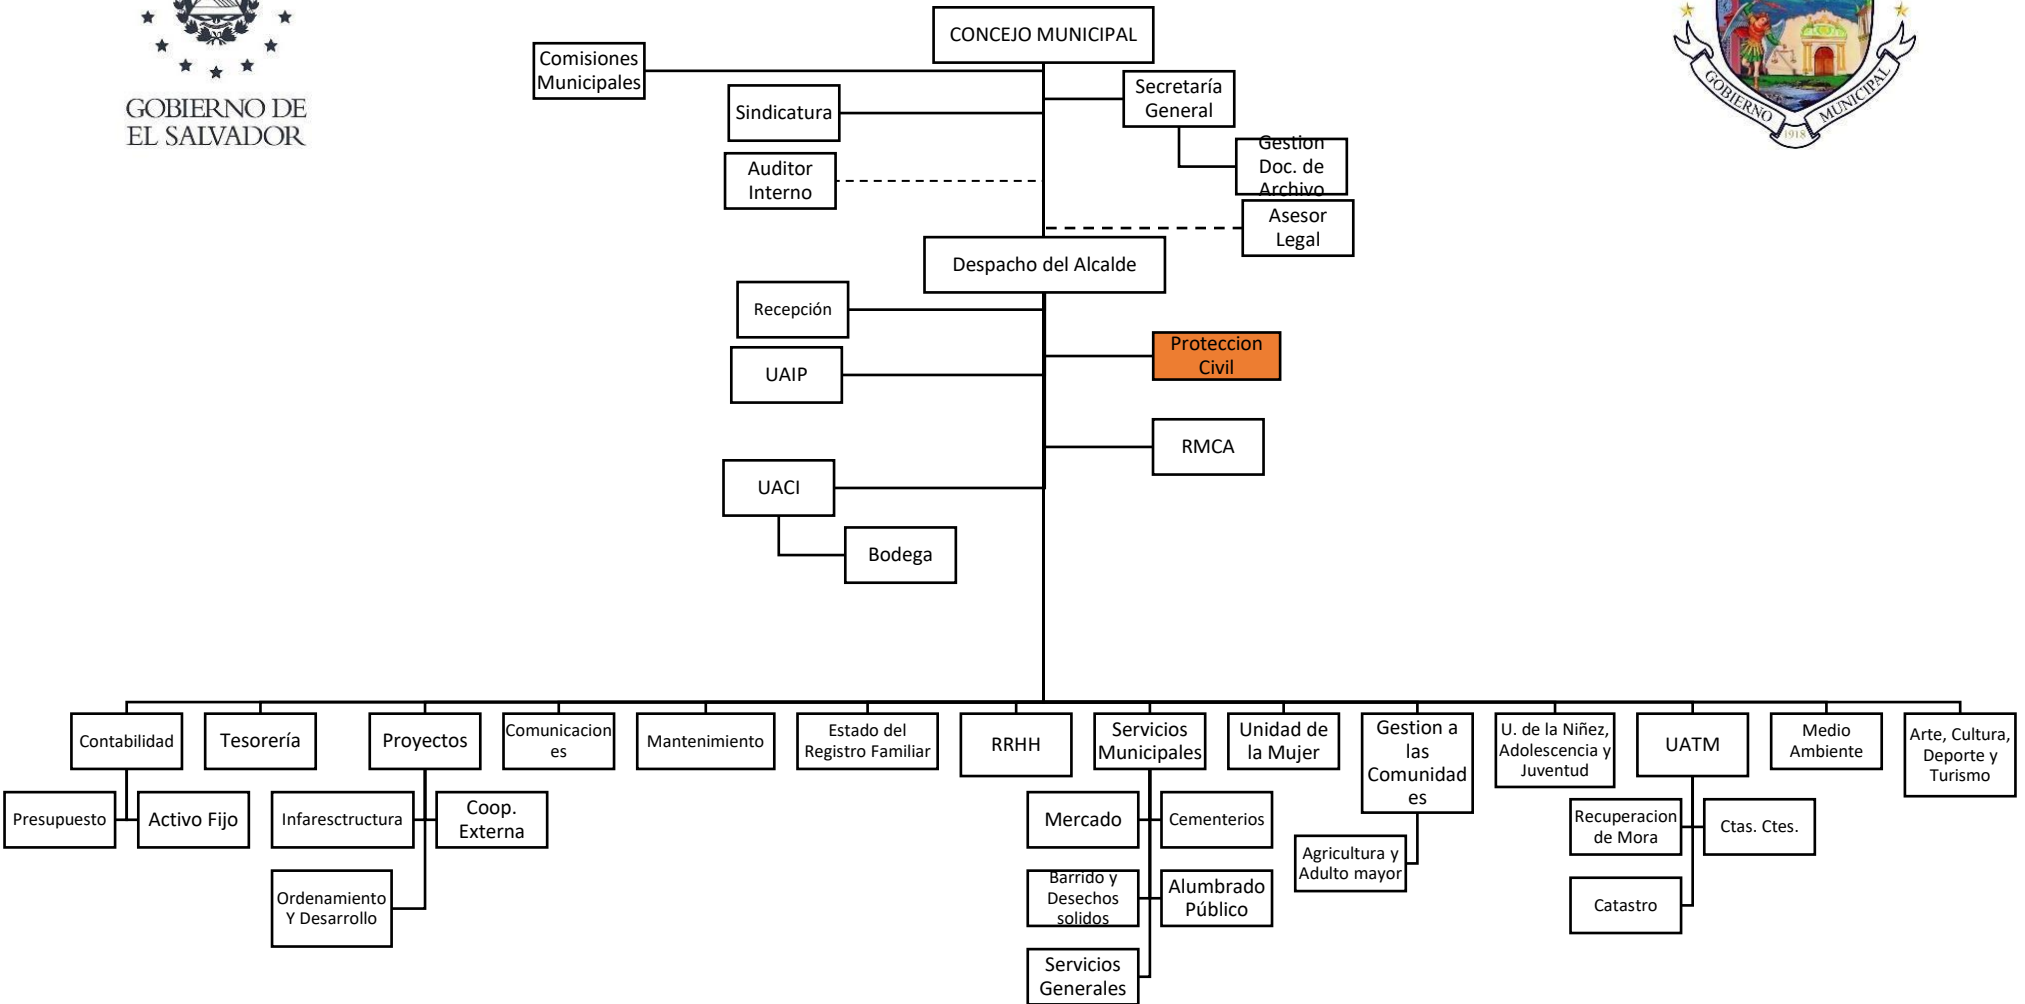 GOBIERNO DE
EL SALVADOR
GOBIERNO
MUNICIPAL
1918
CONCEJO MUNICIPAL
Comisiones
Municipales
Sindicatura
Secretaría
General
Gestion
Doc. de
Archivo
Auditor
Interno
Asesor
Legal
Despacho del Alcalde
Recepción
Proteccion
Civil
UAIP
RMCA
UACI
Bodega
Contabilidad
Tesorería
Proyectos
Comunicacion
es
Mantenimiento
Estado del
Registro Familiar
RRHH
Servicios
Municipales
Unidad de
la Mujer
Gestion a
las
Comunidad
es
U. de la Niñez,
Adolescencia y
Juventud
UATM
Medio
Ambiente
Arte, Cultura,
Deporte y
Turismo
Presupuesto
Activo Fijo
Infaresctructura
Coop.
Externa
Ordenamiento
Y Desarrollo
Mercado
Cementerios
Barrido y
Desechos
solidos
Alumbrado
Público
Servicios
Generales
Agricultura y
Adulto mayor
Recuperacion
de Mora
Ctas. Ctes.
Catastro